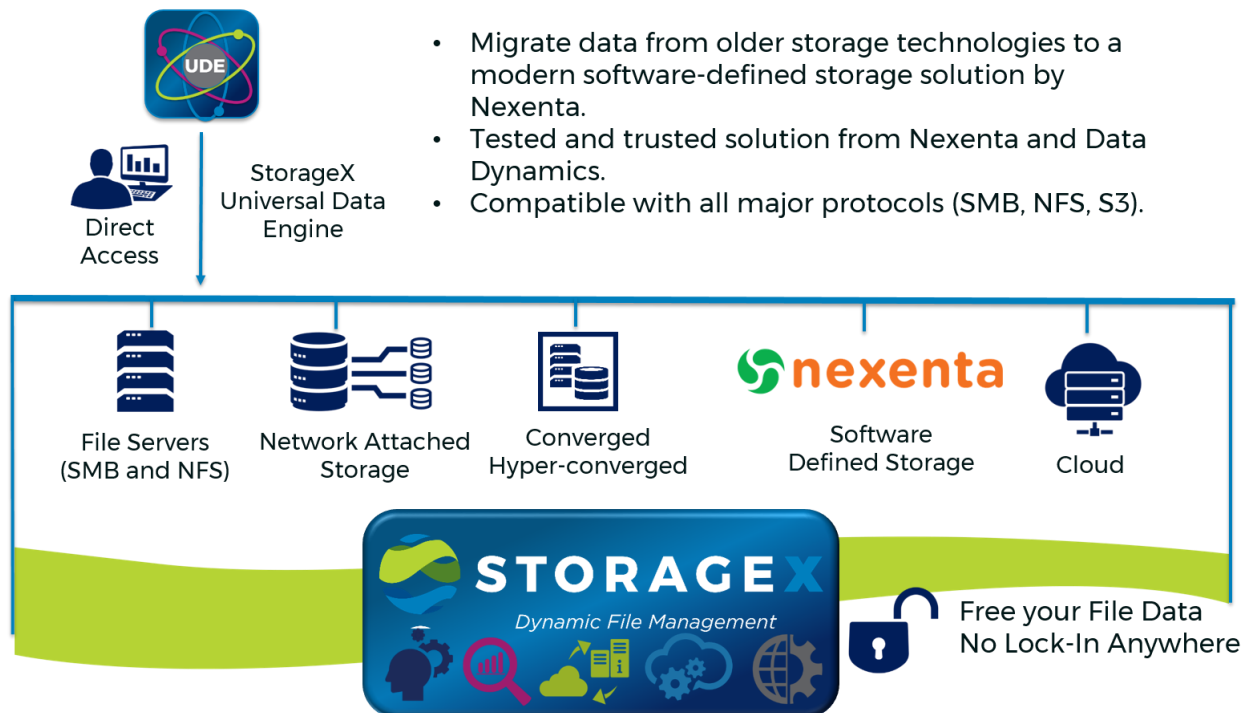 UDE
• Migrate data from older storage technologies to a
modern software-defined storage solution by
Nexenta.
• Tested and trusted solution from Nexenta and Data
Dynamics.
• Compatible with all major protocols (SMB, NFS, S3).
Direct
Access
StorageX
Universal Data
Engine
File Servers
(SMB and NFS)
Network Attached
Storage
Converged
Hyper-converged
nexenta
Software
Defined Storage
Cloud
STORAGEX
Dynamic File Management
i
Free your File Data
No Lock-In Anywhere